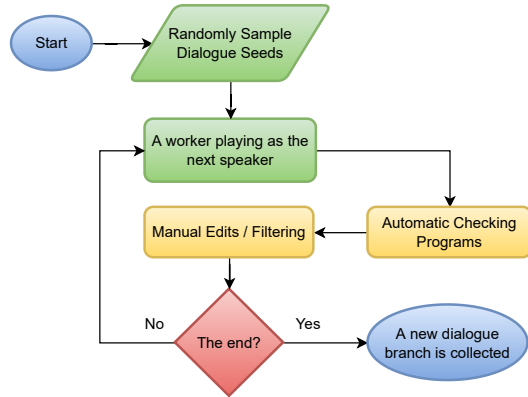 Start
Randomly Sample
Dialogue Seeds
A worker playing as the
next speaker
Automatic Checking
Programs
Manual Edits / Filtering
The end?
No
Yes
A new dialogue
branch is collected